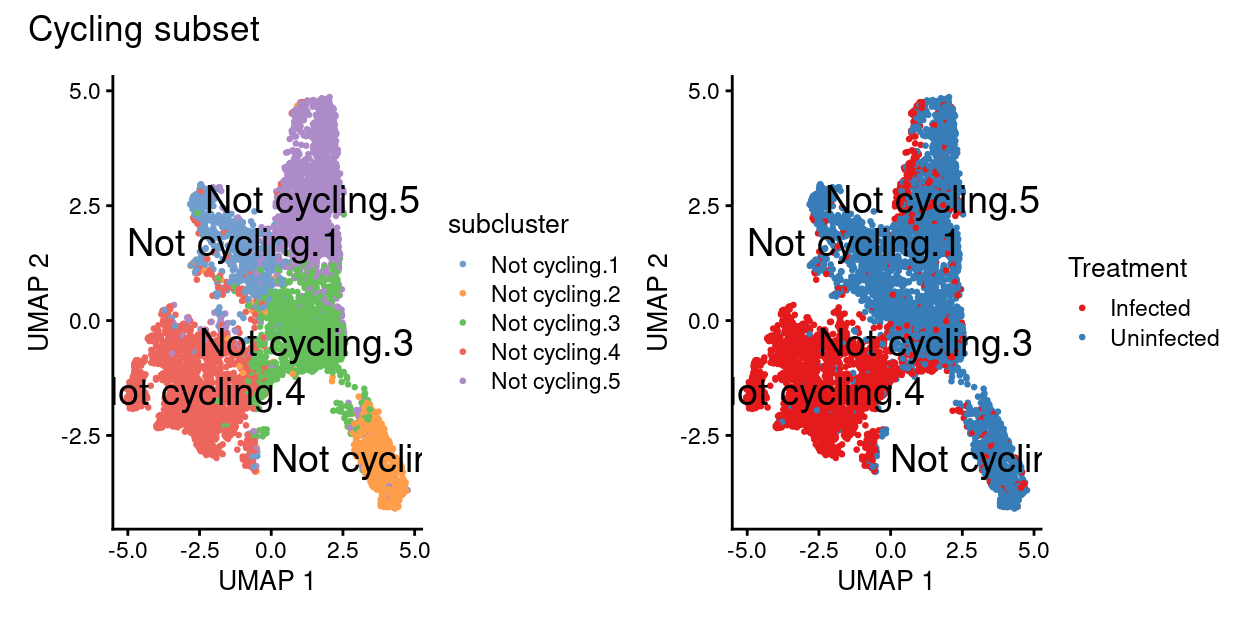 Cycling subset
UMAP 2
5.0
2.5
0.0
-2.5
-5.0
-2.5
0.0
2.5
5.0
UMAP 1
Not cycling.5
Not cycling.1
Not cycling.3
ot cycling.4
Not cyclir
subcluster
Not cycling.1
Not cycling.2
Not cycling.3
Not cycling.4
Not cycling.5
UMAP 2
5.0
2.5
0.0
-2.5
-5.0
-2.5
0.0
2.5
5.0
UMAP 1
Not cycling.5
Not cycling.1
Not cycling.3
ot cycling.4
Not cyclir
Treatment
Infected
Uninfected